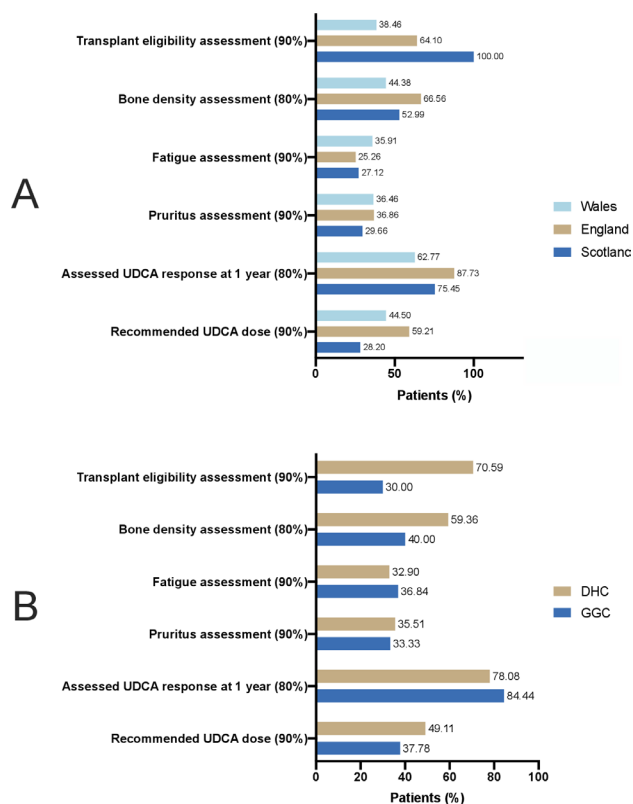 A
Transplant eligibility assessment (90%)
38.46
64.10
100.00
Bone density assessment (80%)
44.38
66.56
52.99
Fatigue assessment (90%)
35.91
25.26
27.12
Pruritus assessment (90%)
36.46
36.86
29.66
Assessed UDCA response at 1 year (80%)
62.77
87.73
75.45
Recommended UDCA dose (90%)
44.50
59.21
28.20
0 50 100
Patients (%)
Wales
England
Scotlanc
B
Transplant eligibility assessment (90%)
70.59
30.00
Bone density assessment (80%)
59.36
40.00
Fatigue assessment (90%)
32.90
36.84
Pruritus assessment (90%)
35.51
33.33
Assessed UDCA response at 1 year (80%)
78.08
84.44
Recommended UDCA dose (90%)
49.11
37.78
0 20 40 60 80 100
Patients (%)
DHC
GGC